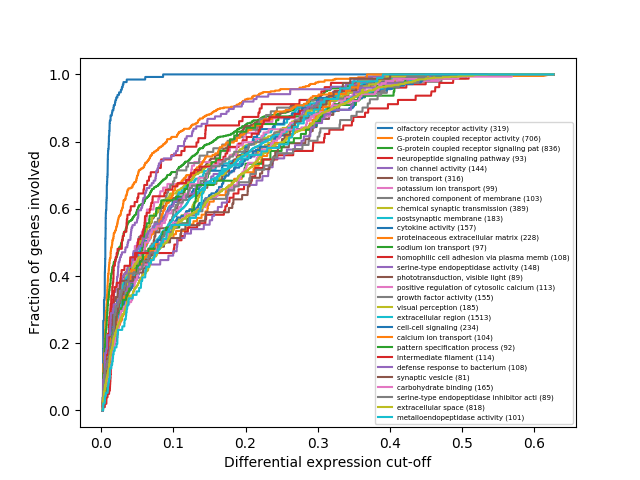 1.0
0.8
0.6
0.4
0.2
0.0
Fraction of genes involved
olfactory receptor activity (319)
G-protein coupled receptor activity (706)
G-protein coupled receptor signaling pat (836)
neuropeptide signaling pathway (93)
ion channel activity (144)
ion transport (316)
potassium ion transport (99)
anchored component of membrane (103)
chemical synaptic transmission (389)
postsynaptic membrane (183)
cytokine activity (157)
proteinaceous extracellular matrix (228)
sodium ion transport (97)
homophilic cell adhesion via plasma memb (108)
serine-type endopeptidase activity (148)
phototransduction, visible light (89)
positive regulation of cytosolic calcium (113)
growth factor activity (155)
visual perception (185)
extracellular region (1513)
cell-cell signaling (234)
calcium ion transport (104)
pattern specification process (92)
intermediate filament (114)
defense response to bacterium (108)
synaptic vesicle (81)
carbohydrate binding (165)
serine-type endopeptidase inhibitor acti (89)
extracellular space (818)
metalloendopeptidase activity (101)
0.0 0.1 0.2 0.3 0.4 0.5 0.6
Differential expression cut-off